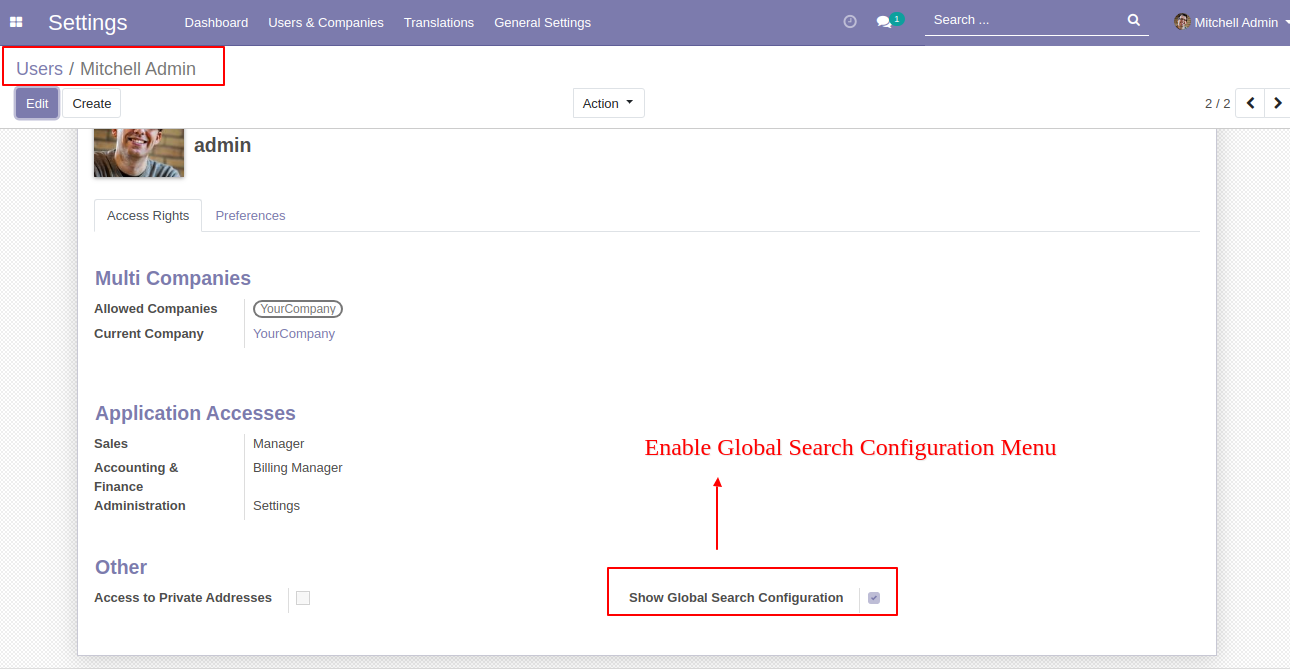 Settings Dashboard Users & Companies Translations General Settings 1 Search ... Mitchell Admin
Users / Mitchell Admin
Edit Create Action 2 / 2
admin
Access Rights Preferences
Multi Companies
Allowed Companies YourCompany
Current Company YourCompany
Application Accesses
Sales Manager
Enable Global Search Configuration Menu
Accounting & Billing Manager
Finance
Administration Settings
Other
Access to Private Addresses Show Global Search Configuration